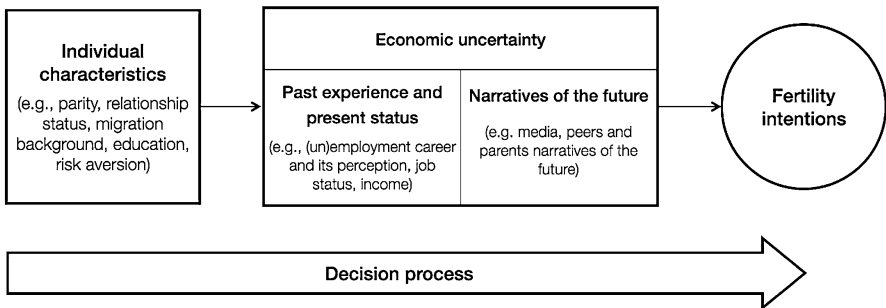 Individual
characteristics
(e.g., parity, relationship
status, migration
background, education,
risk aversion)
Economic uncertainty
Past experience and
present status
(e.g., (un)employment career
and its perception, job
status, income)
Narratives of the future
(e.g. media, peers and
parents narratives of the
future)
Fertility
intentions
Decision process